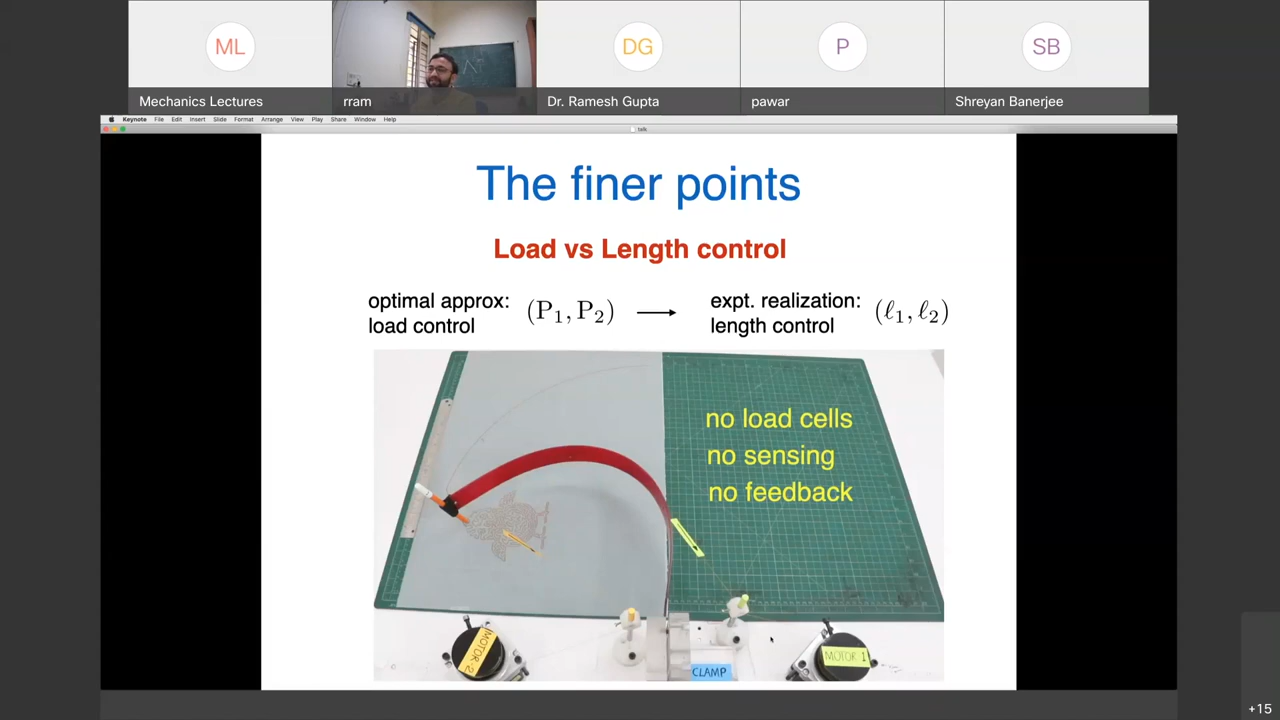 ML
DG
P
SB
Mechanics Lectures
rram
Dr. Ramesh Gupta
pawar
Shreyan Banerjee
Keynote File Edit Insert Slide Format Arrange View Play Share Window Help
talk
The finer points
Load vs Length control
optimal approx:
load control
(P₁, P₂)
expt. realization:
length control
(ℓ₁, ℓ₂)
no load cells
no sensing
no feedback
MOTOR-2
CLAMP
MOTOR 1
+15